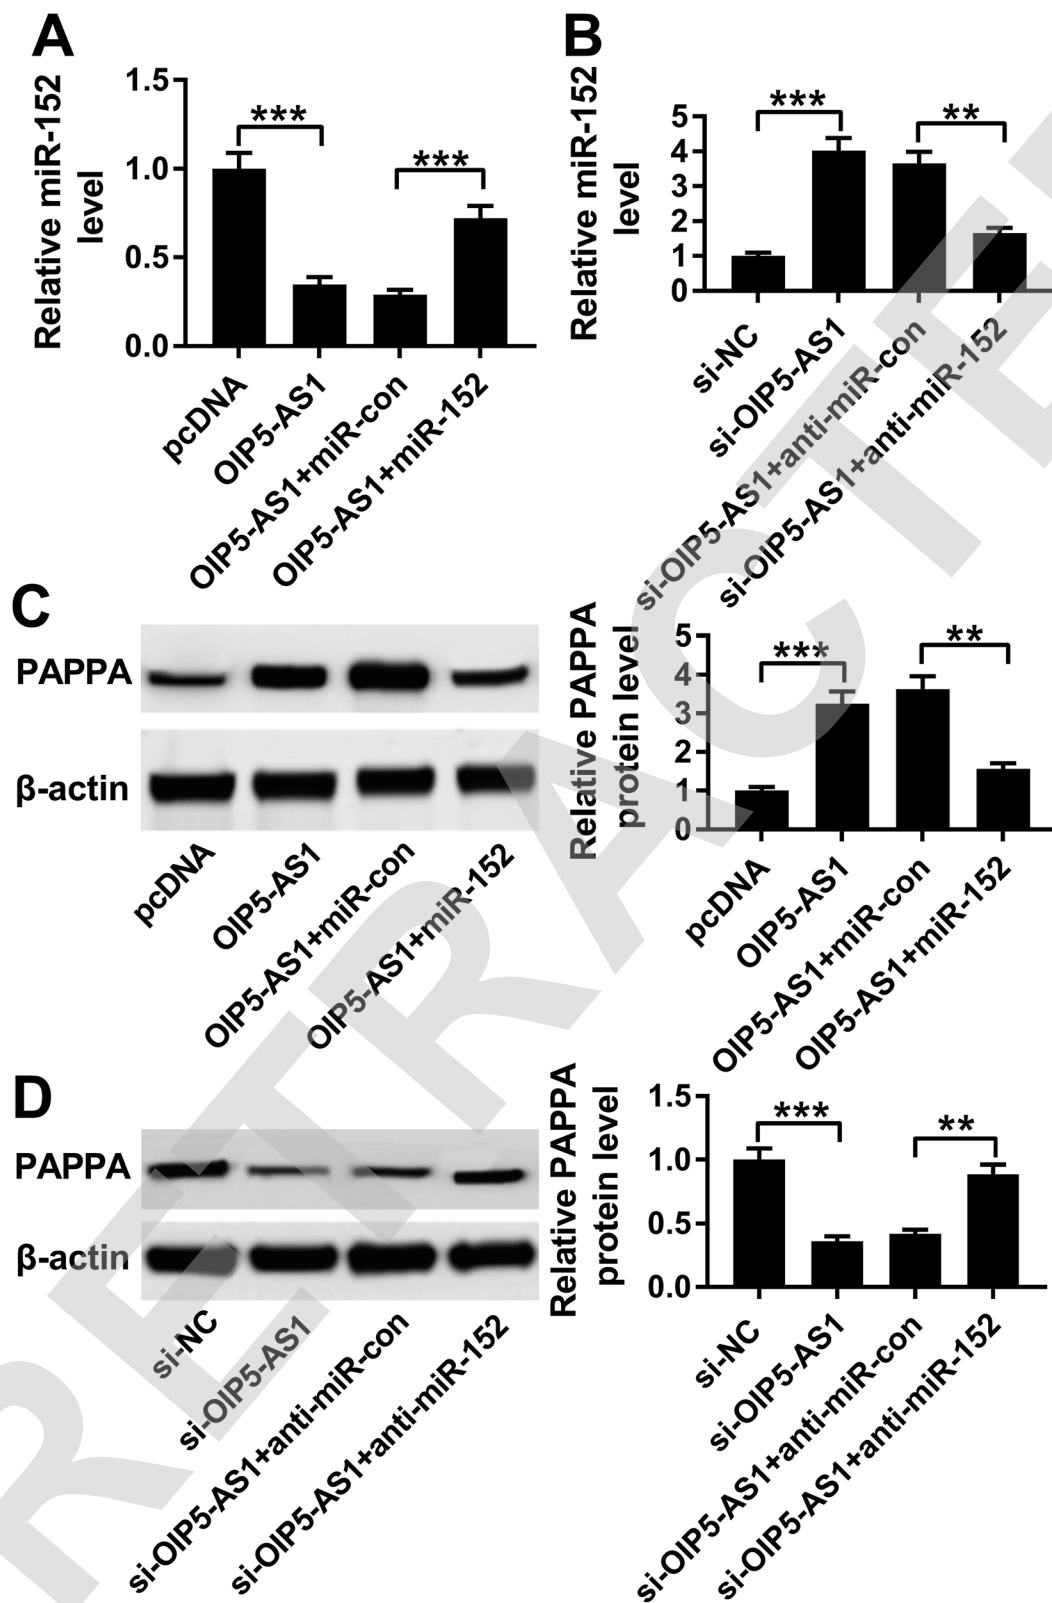 A
Relative miR-152
level
1.5
1.0
0.5
0.0
***
***
pcDNA
OIP5-AS1
OIP5-AS1+miR-con
OIP5-AS1+miR-152
B
Relative miR-152
level
5
4
3
2
1
0
***
**
si-NC
si-OIP5-AS1
si-OIP5-AS1+anti-miR-con
si-OIP5-AS1+anti-miR-152
C
PAPPA
β-actin
pcDNA
OIP5-AS1
OIP5-AS1+miR-con
OIP5-AS1+miR-152
Relative PAPPA
protein level
5
4
3
2
1
0
***
**
pcDNA
OIP5-AS1
OIP5-AS1+miR-con
OIP5-AS1+miR-152
D
PAPPA
β-actin
si-NC
si-OIP5-AS1
si-OIP5-AS1+anti-miR-con
si-OIP5-AS1+anti-miR-152
Relative PAPPA
protein level
1.5
1.0
0.5
0.0
***
**
si-NC
si-OIP5-AS1
si-OIP5-AS1+anti-miR-con
si-OIP5-AS1+anti-miR-152
RETRACTE